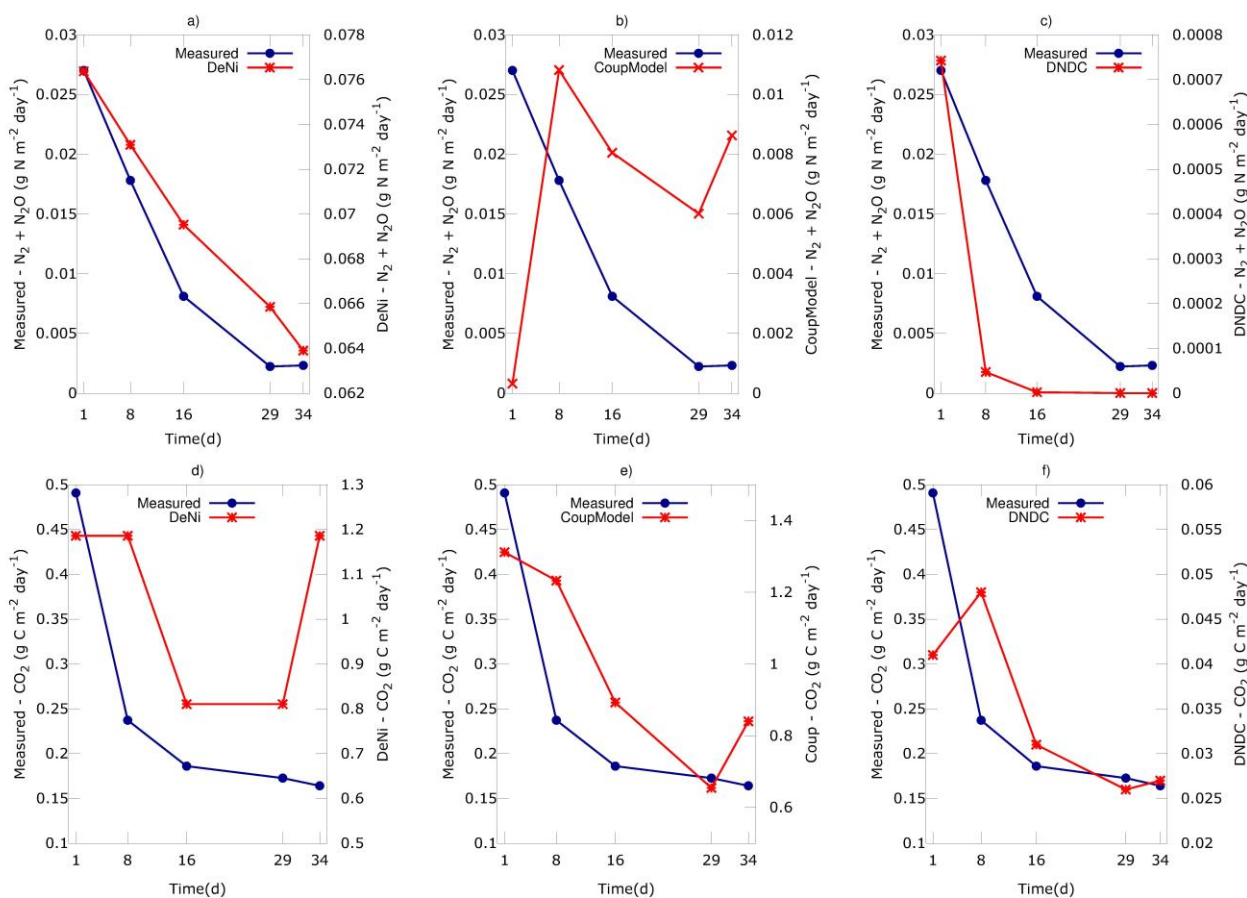 a)
Measured
DeNi
0.03
0.025
0.02
0.015
0.01
0.005
0
0.078
0.076
0.074
0.072
0.07
0.068
0.066
0.064
0.062
1 8 16 29 34
Time(d)
Measured - N₂ + N₂O (g N m⁻² day⁻¹)
DeNi - N₂ + N₂O (g N m⁻² day⁻¹)
b)
Measured
CoupModel
0.03
0.025
0.02
0.015
0.01
0.005
0
0.012
0.01
0.008
0.006
0.004
0.002
0
1 8 16 29 34
Time(d)
Measured - N₂ + N₂O (g N m⁻² day⁻¹)
CoupModel - N₂ + N₂O (g N m⁻² day⁻¹)
c)
Measured
DNDC
0.03
0.025
0.02
0.015
0.01
0.005
0
0.0008
0.0007
0.0006
0.0005
0.0004
0.0003
0.0002
0.0001
0
1 8 16 29 34
Time(d)
Measured - N₂ + N₂O (g N m⁻² day⁻¹)
DNDC - N₂ + N₂O (g N m⁻² day⁻¹)
d)
Measured
DeNi
0.5
0.45
0.4
0.35
0.3
0.25
0.2
0.15
0.1
1.3
1.2
1.1
1
0.9
0.8
0.7
0.6
0.5
1 8 16 29 34
Time(d)
Measured - CO₂ (g C m⁻² day⁻¹)
DeNi - CO₂ (g C m⁻² day⁻¹)
e)
Measured
CoupModel
0.5
0.45
0.4
0.35
0.3
0.25
0.2
0.15
0.1
1.4
1.2
1
0.8
0.6
1 8 16 29 34
Time(d)
Measured - CO₂ (g C m⁻² day⁻¹)
Coup - CO₂ (g C m⁻² day⁻¹)
f)
Measured
DNDC
0.5
0.45
0.4
0.35
0.3
0.25
0.2
0.15
0.1
0.06
0.055
0.05
0.045
0.04
0.035
0.03
0.025
0.02
1 8 16 29 34
Time(d)
Measured - CO₂ (g C m⁻² day⁻¹)
DNDC - CO₂ (g C m⁻² day⁻¹)